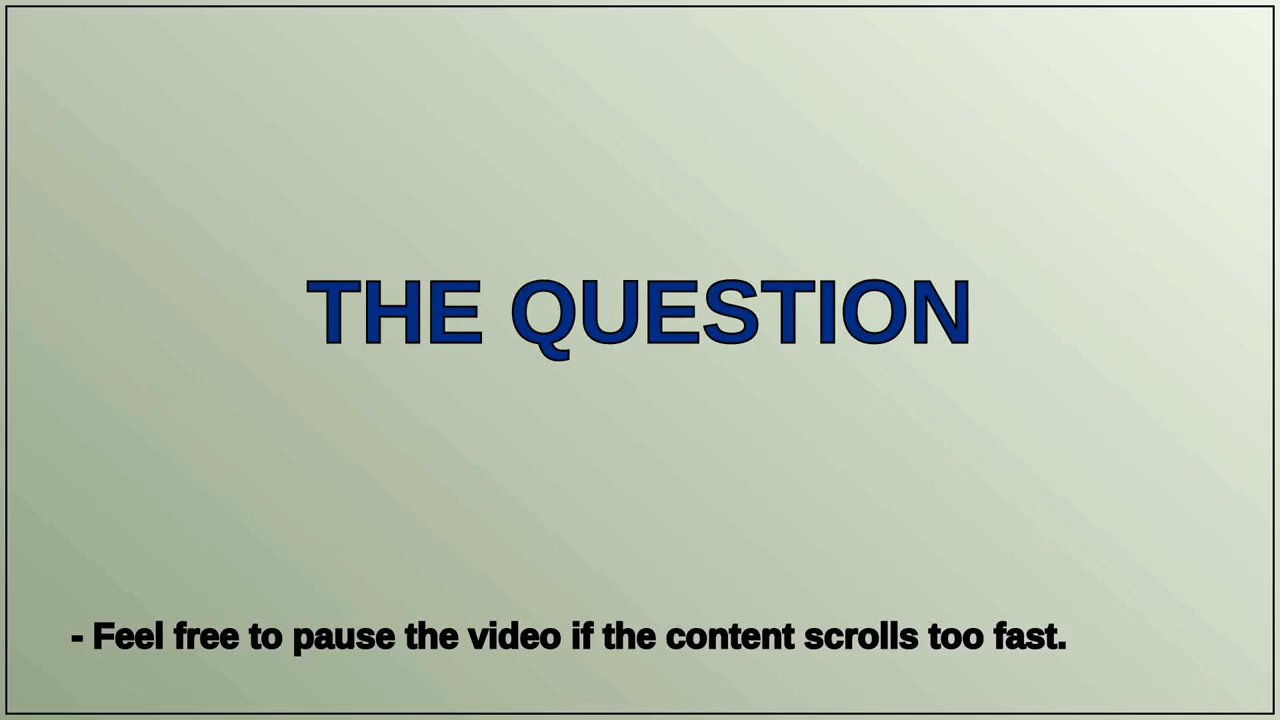 THE QUESTION
- Feel free to pause the video if the content scrolls too fast.